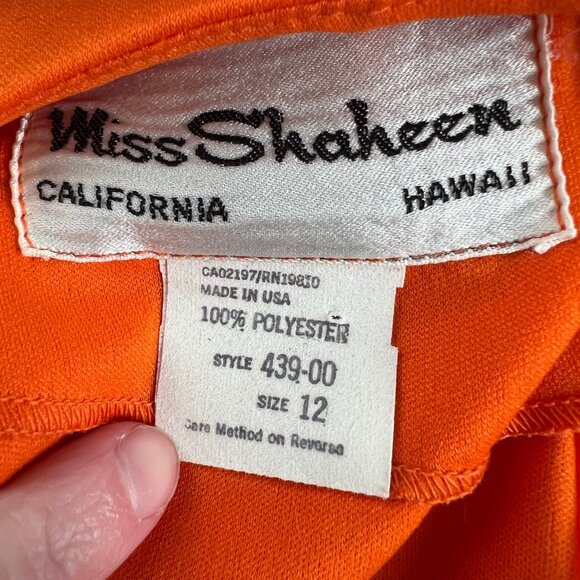 Miss Shaheen
CALIFORNIA HAWAII
CA02197/RN19810
MADE IN USA
100% POLYESTER
STYLE 439-00
SIZE 12
Care Method on Reverse